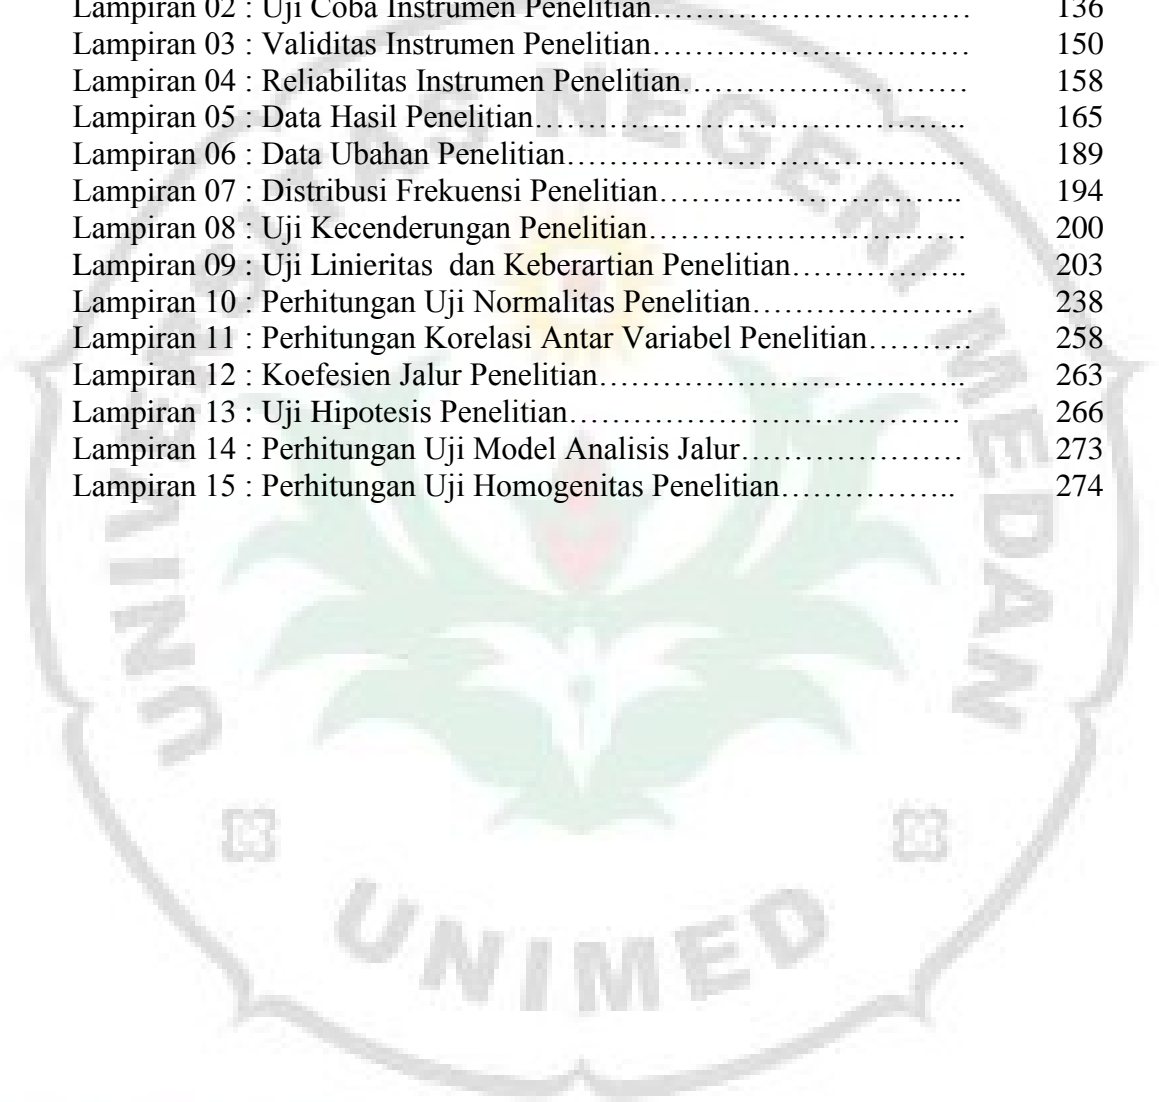 Lampiran 02 : Uji Coba Instrumen Penelitian……………………………… 136
Lampiran 03 : Validitas Instrumen Penelitian………………………… 150
Lampiran 04 : Reliabilitas Instrumen Penelitian……………………… 158
Lampiran 05 : Data Hasil Penelitian………………………………….. 165
Lampiran 06 : Data Ubahan Penelitian………………………………. 189
Lampiran 07 : Distribusi Frekuensi Penelitian……………………….. 194
Lampiran 08 : Uji Kecenderungan Penelitian………………………… 200
Lampiran 09 : Uji Linieritas  dan Keberartian Penelitian…………….. 203
Lampiran 10 : Perhitungan Uji Normalitas Penelitian………………… 238
Lampiran 11 : Perhitungan Korelasi Antar Variabel Penelitian………. 258
Lampiran 12 : Koefesien Jalur Penelitian…………………………….. 263
Lampiran 13 : Uji Hipotesis Penelitian………………………………. 266
Lampiran 14 : Perhitungan Uji Model Analisis Jalur………………… 273
Lampiran 15 : Perhitungan Uji Homogenitas Penelitian…………….. 274
UNIVERSITAS NEGERI MEDAN
UNIMED